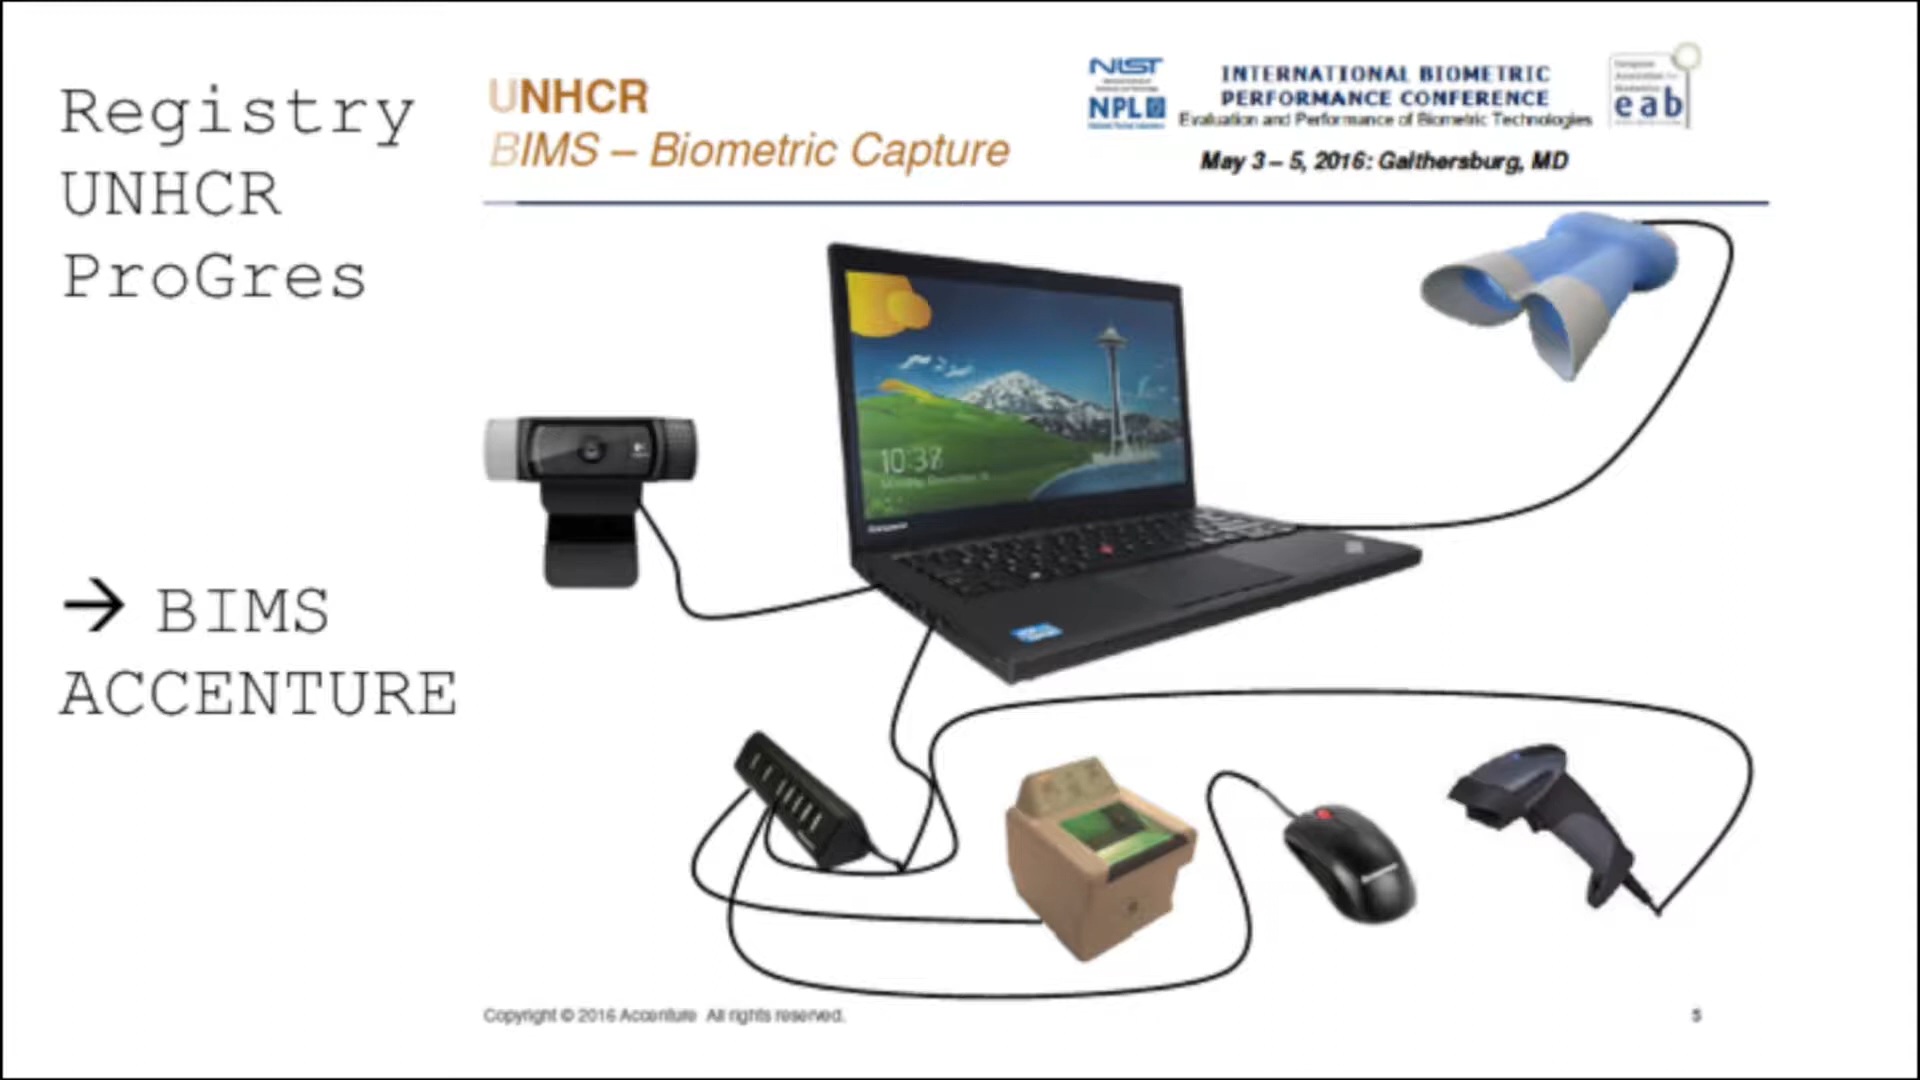 Registry
UNHCR
ProGres
→ BIMS
ACCENTURE
UNHCR
BIMS – Biometric Capture
NIST
NPL
INTERNATIONAL BIOMETRIC
PERFORMANCE CONFERENCE
Evaluation and Performance of Biometric Technologies
May 3 – 5, 2016: Gaithersburg, MD
eab
10:38
Copyright © 2016 Accenture All rights reserved.
5